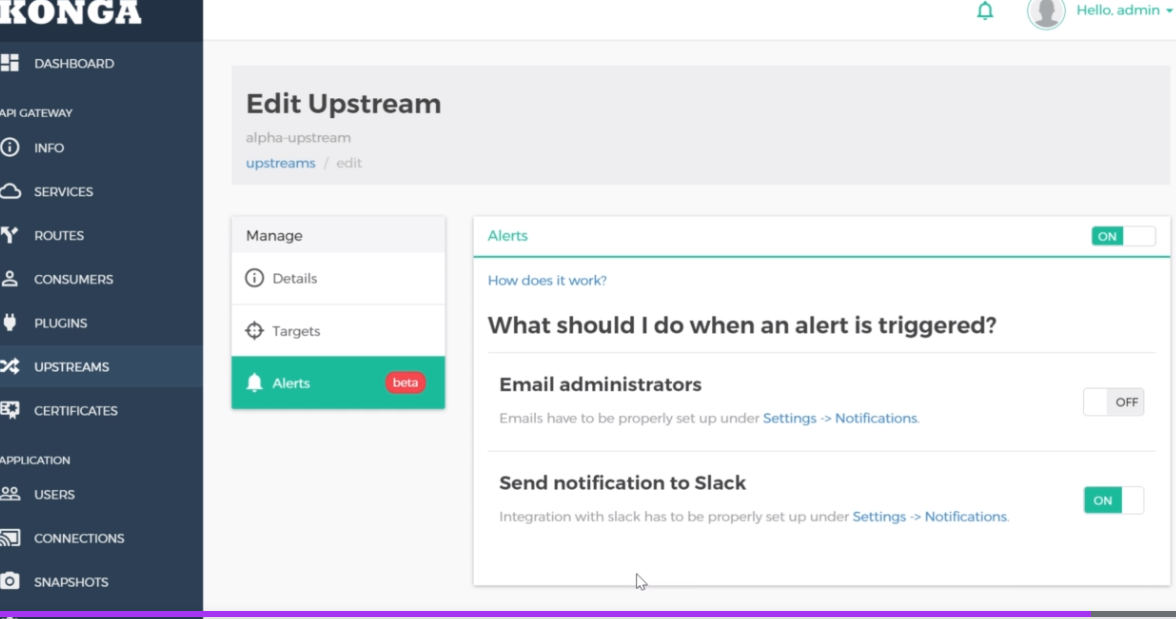 KONGA
Hello, admin
DASHBOARD
API GATEWAY
INFO
SERVICES
ROUTES
CONSUMERS
PLUGINS
UPSTREAMS
CERTIFICATES
APPLICATION
USERS
CONNECTIONS
SNAPSHOTS
Edit Upstream
alpha-upstream
upstreams / edit
Manage
Details
Targets
Alerts beta
Alerts ON
How does it work?
What should I do when an alert is triggered?
Email administrators
OFF
Emails have to be properly set up under Settings -> Notifications.
Send notification to Slack
ON
Integration with slack has to be properly set up under Settings -> Notifications.